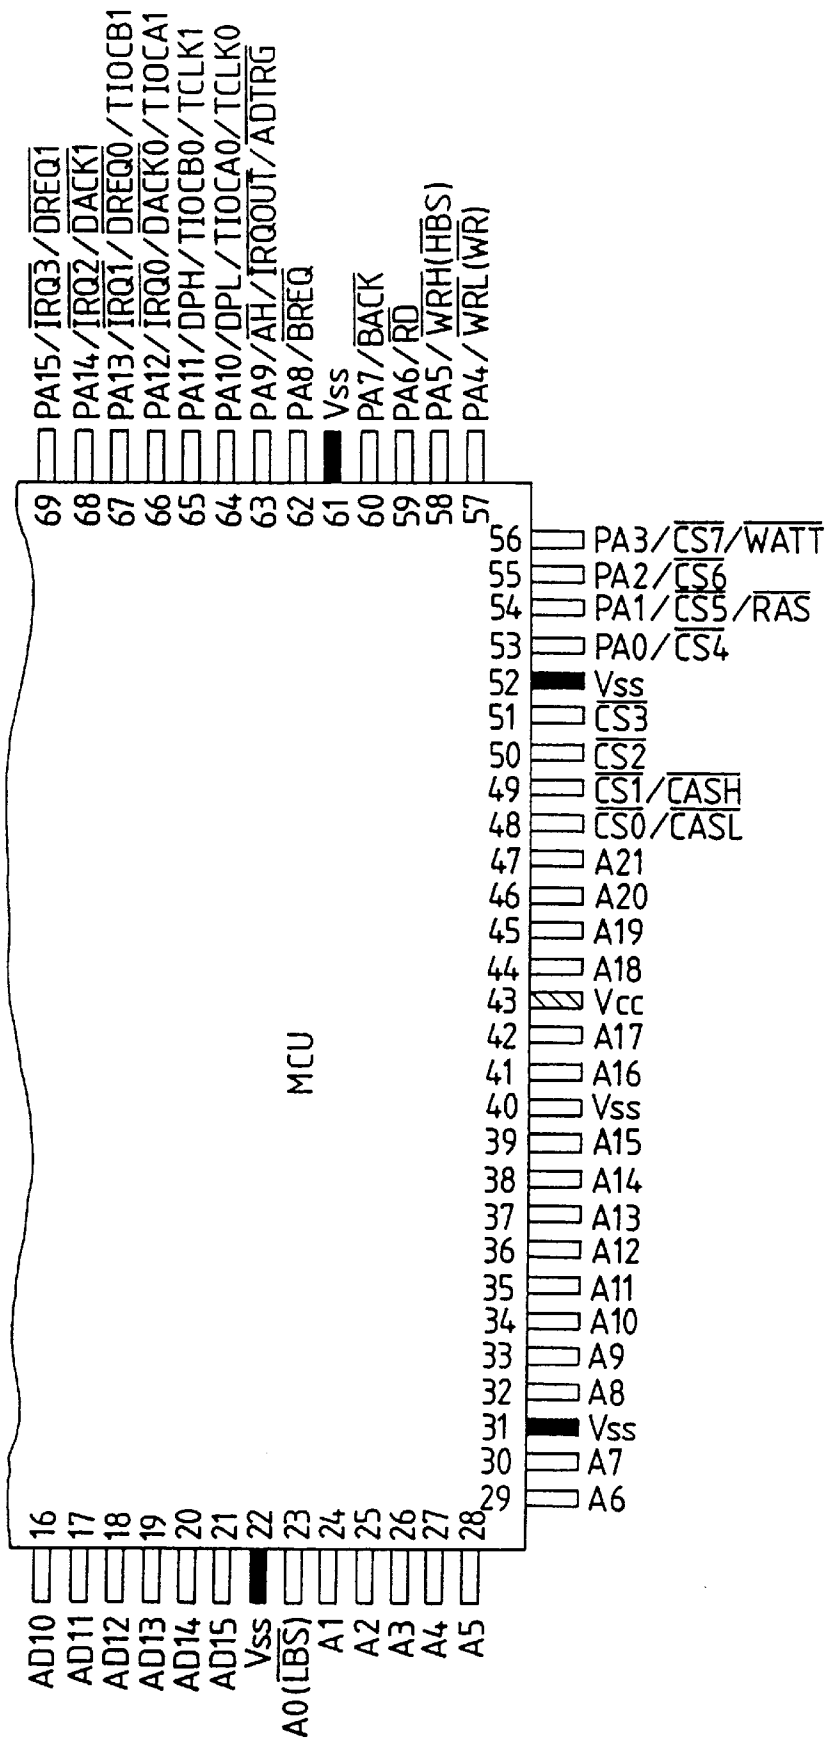 69 PA15/IRQ3/DREQ1
68 PA14/IRQ2/DACK1
67 PA13/IRQ1/DREQ0/TIOCB1
66 PA12/IRQ0/DACK0/TIOCA1
65 PA11/DPH/TIOCB0/TCLK1
64 PA10/DPL/TIOCA0/TCLK0
63 PA9/AH/IRQOUT/ADTRG
62 PA8/BREQ
61 Vss
60 PA7/BACK
59 PA6/RD
58 PA5/WRH(HBS)
57 PA4/WRL(WR)
56 PA3/CS7/WATT
55 PA2/CS6
54 PA1/CS5/RAS
53 PA0/CS4
52 Vss
51 CS3
50 CS2
49 CS1/CASH
48 CS0/CASL
47 A21
46 A20
45 A19
44 A18
43 Vcc
42 A17
41 A16
40 Vss
39 A15
38 A14
37 A13
36 A12
35 A11
34 A10
33 A9
32 A8
31 Vss
30 A7
29 A6
MCU
16 AD10
17 AD11
18 AD12
19 AD13
20 AD14
21 AD15
22 Vss
23 A0(LBS)
24 A1
25 A2
26 A3
27 A4
28 A5